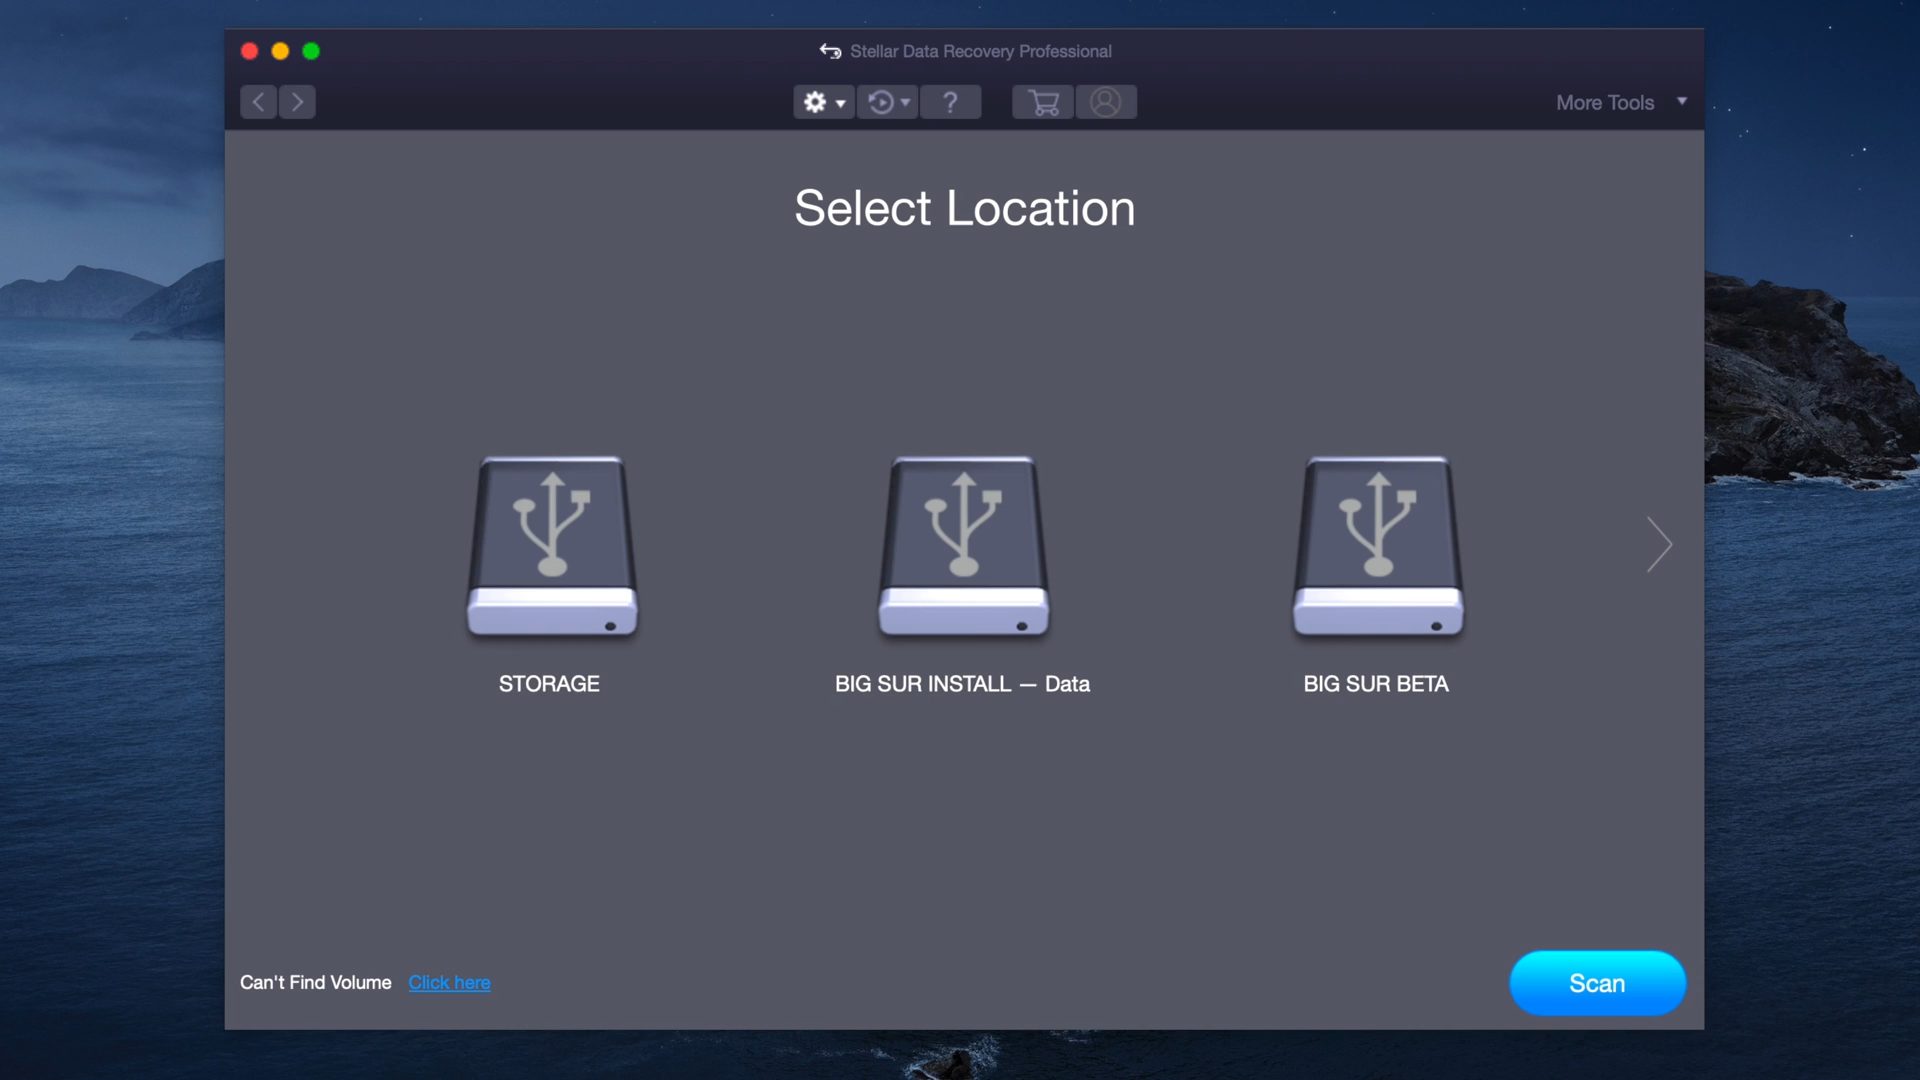 Stellar Data Recovery Professional
?
More Tools
Select Location
STORAGE
BIG SUR INSTALL — Data
BIG SUR BETA
Can't Find Volume Click here
Scan